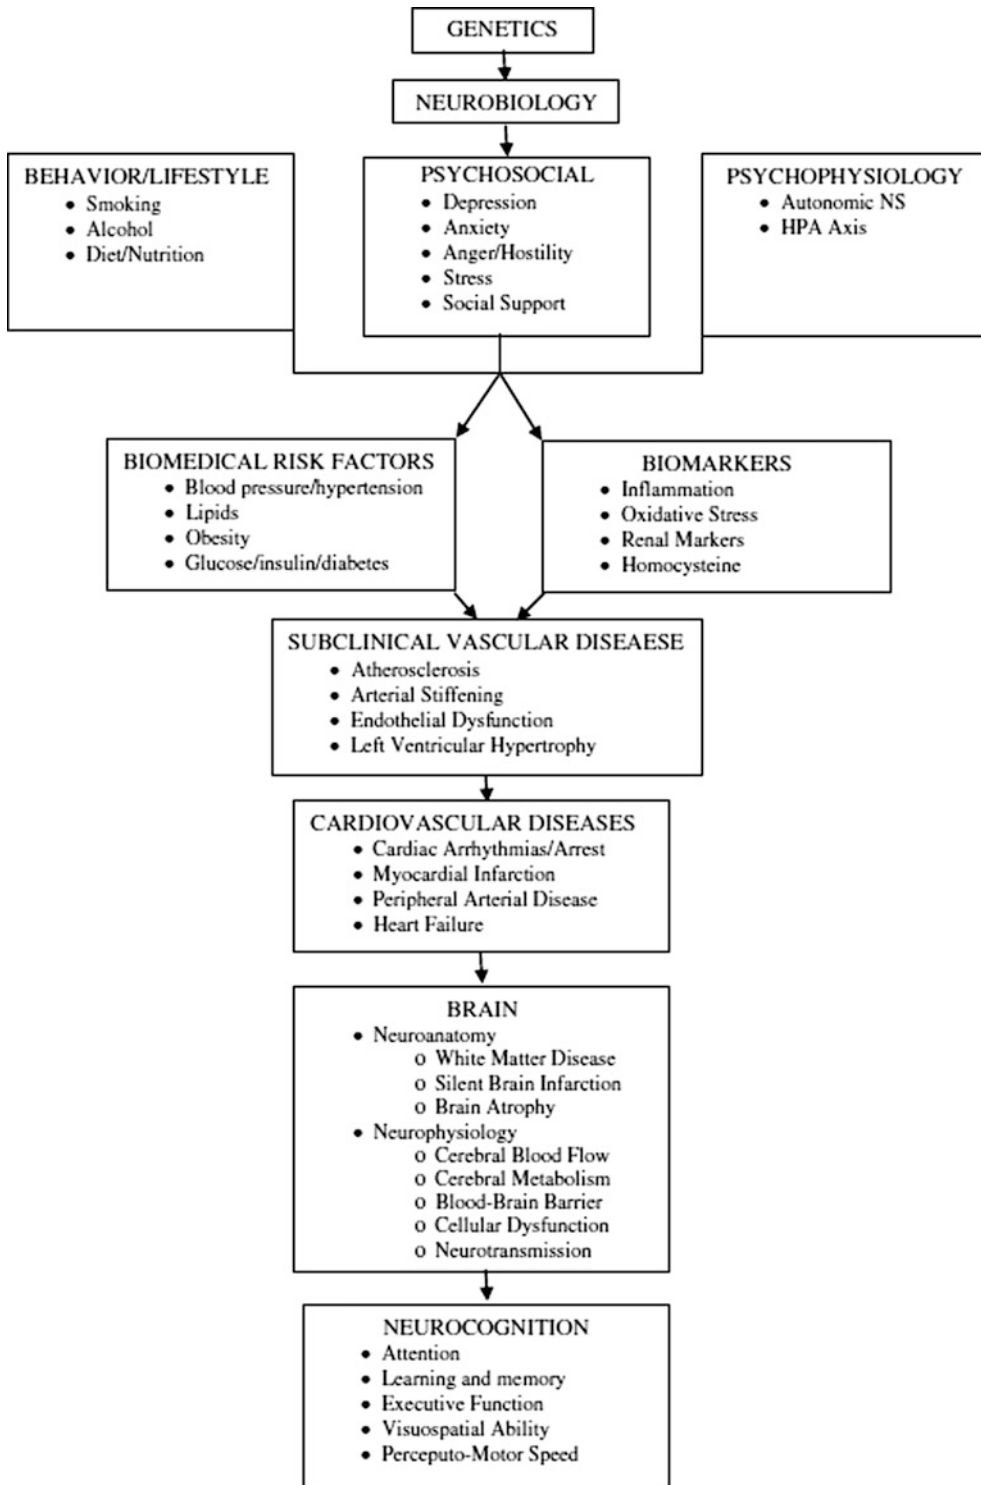 GENETICS
NEUROBIOLOGY
BEHAVIOR/LIFESTYLE
• Smoking
• Alcohol
• Diet/Nutrition
PSYCHOSOCIAL
• Depression
• Anxiety
• Anger/Hostility
• Stress
• Social Support
PSYCHOPHYSIOLOGY
• Autonomic NS
• HPA Axis
BIOMEDICAL RISK FACTORS
• Blood pressure/hypertension
• Lipids
• Obesity
• Glucose/insulin/diabetes
BIOMARKERS
• Inflammation
• Oxidative Stress
• Renal Markers
• Homocysteine
SUBCLINICAL VASCULAR DISEAESE
• Atherosclerosis
• Arterial Stiffening
• Endothelial Dysfunction
• Left Ventricular Hypertrophy
CARDIOVASCULAR DISEASES
• Cardiac Arrhythmias/Arrest
• Myocardial Infarction
• Peripheral Arterial Disease
• Heart Failure
BRAIN
• Neuroanatomy
o White Matter Disease
o Silent Brain Infarction
o Brain Atrophy
• Neurophysiology
o Cerebral Blood Flow
o Cerebral Metabolism
o Blood-Brain Barrier
o Cellular Dysfunction
o Neurotransmission
NEUROCOGNITION
• Attention
• Learning and memory
• Executive Function
• Visuospatial Ability
• Perceputo-Motor Speed